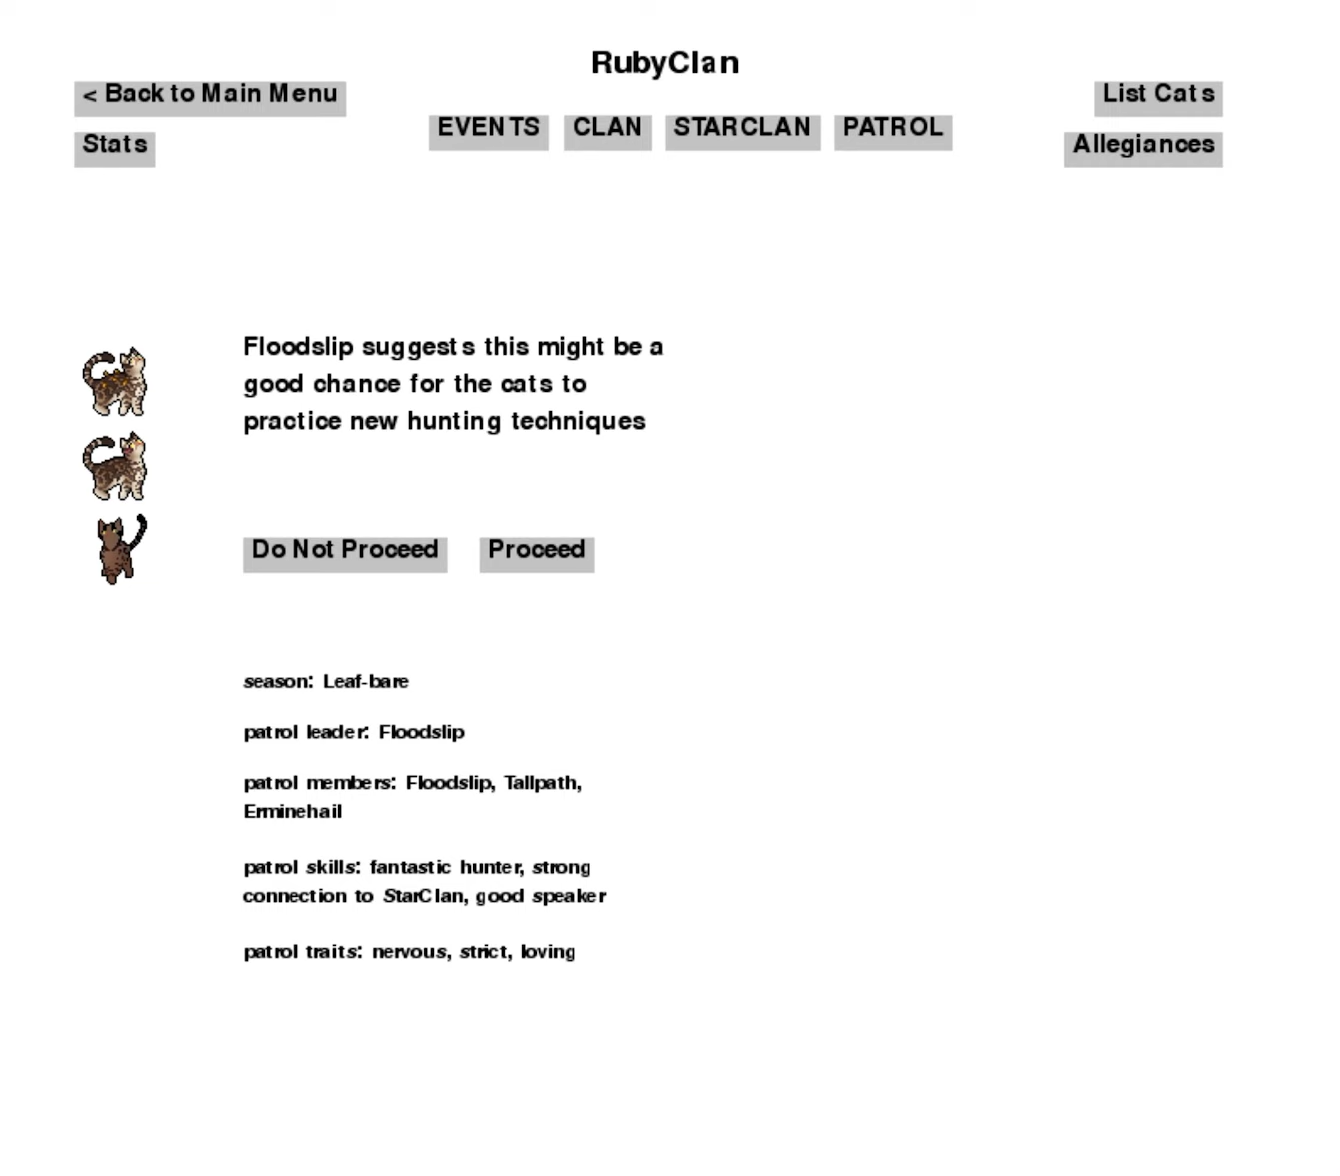 RubyClan
< Back to Main Menu
List Cats
EVENTS
CLAN
STARCLAN
PATROL
Stats
Allegiances
Floodslip suggests this might be a
good chance for the cats to
practice new hunting techniques
Do Not Proceed
Proceed
season: Leaf-bare
patrol leader: Floodslip
patrol members: Floodslip, Tallpath,
Erminehail
patrol skills: fantastic hunter, strong
connection to StarClan, good speaker
patrol traits: nervous, strict, loving